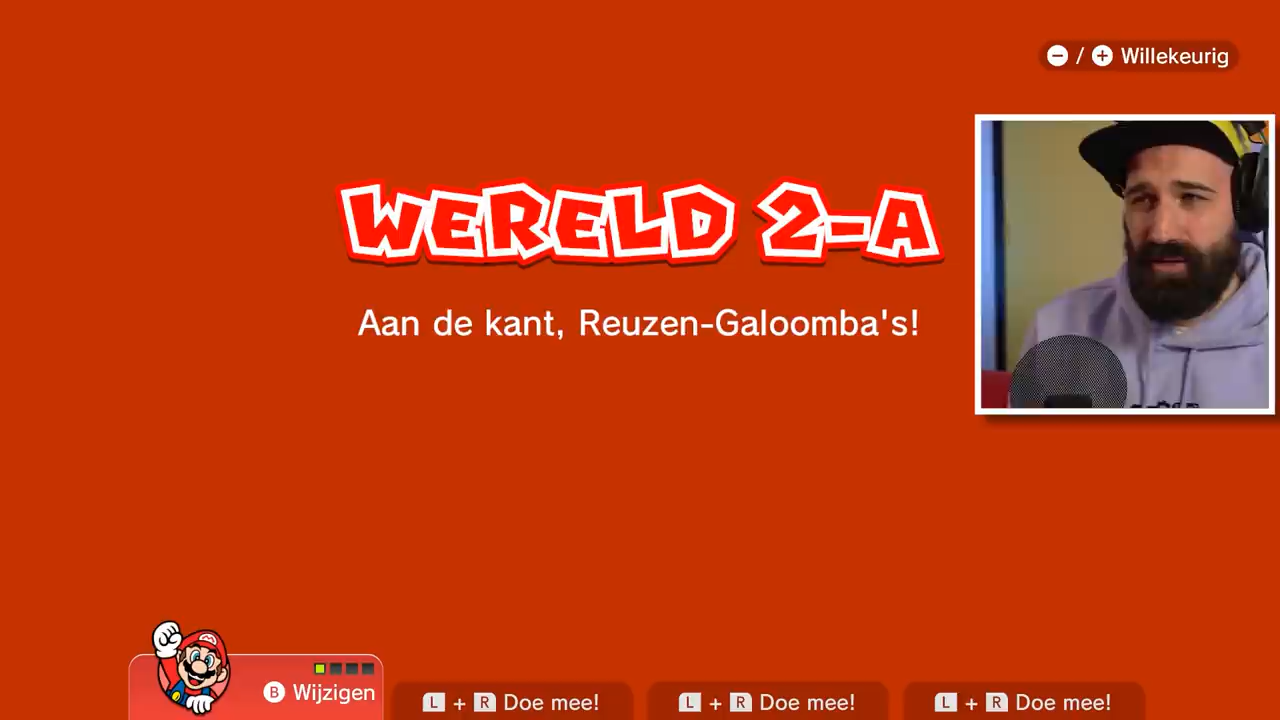 − / + Willekeurig
WERELD 2-A
Aan de kant, Reuzen-Galoomba's!
B Wijzigen
L + R Doe mee!
L + R Doe mee!
L + R Doe mee!